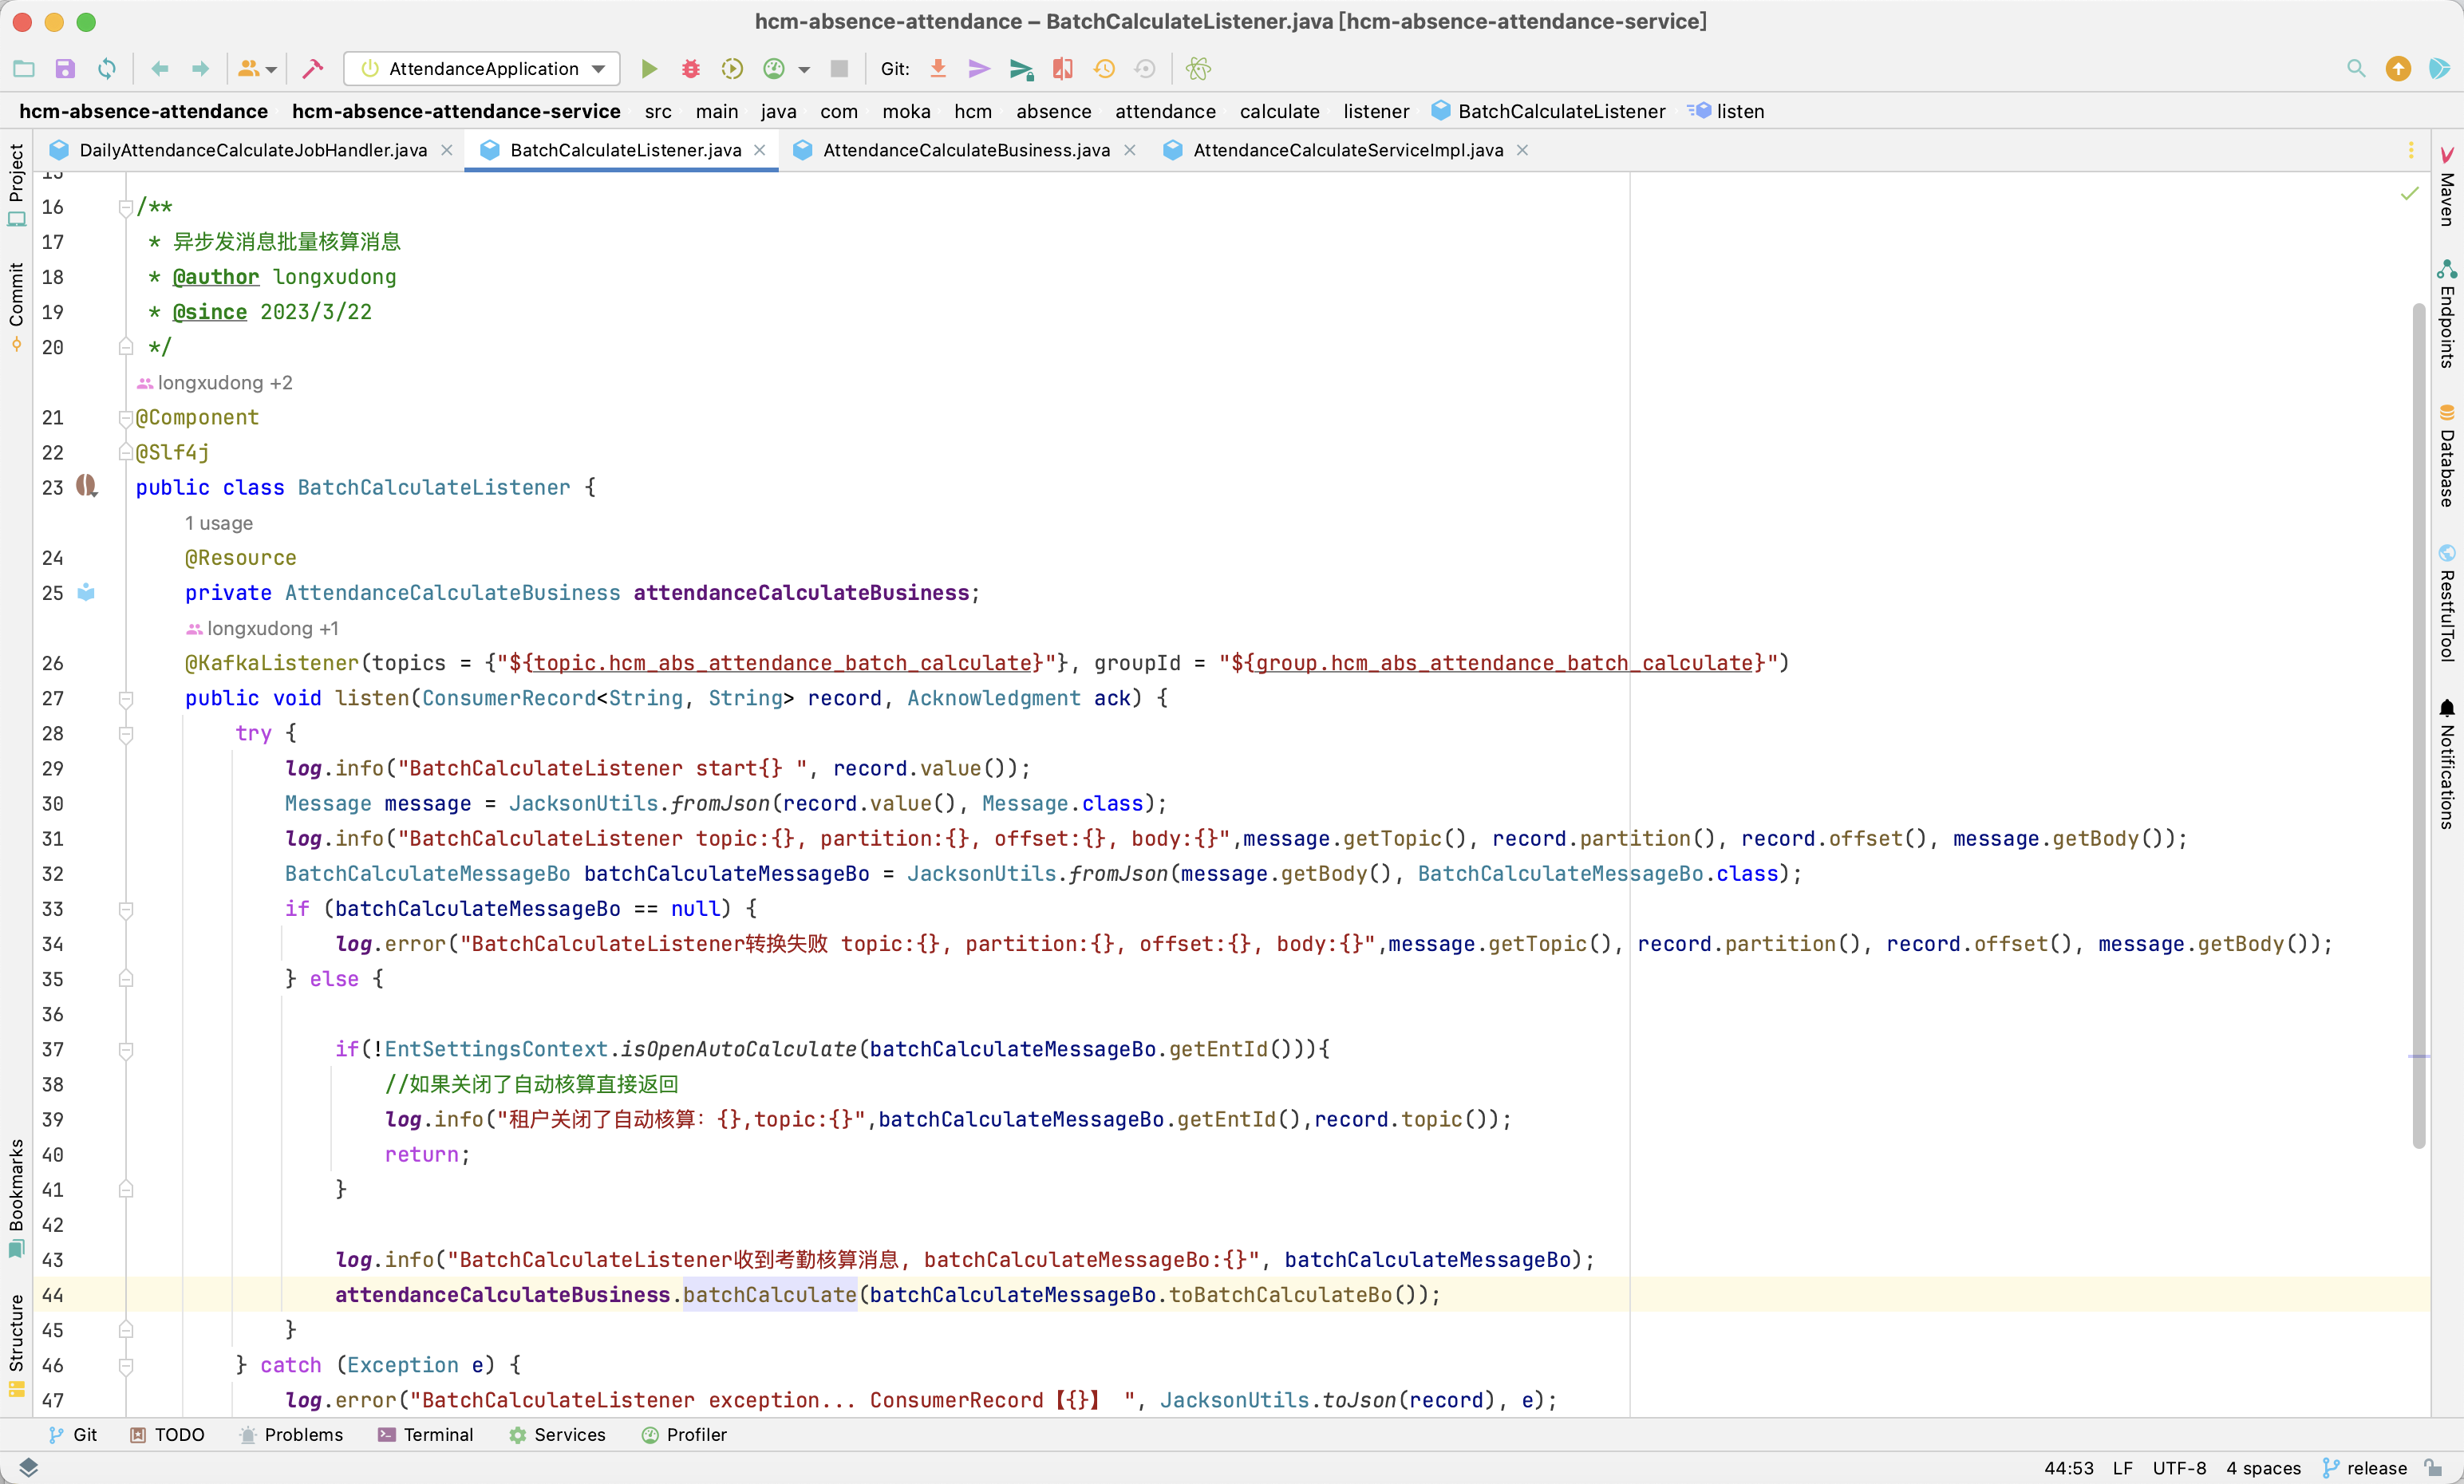 hcm-absence-attendance – BatchCalculateListener.java [hcm-absence-attendance-service]
AttendanceApplication
Git:
hcm-absence-attendance hcm-absence-attendance-service src main java com moka hcm absence attendance calculate listener BatchCalculateListener listen
DailyAttendanceCalculateJobHandler.java BatchCalculateListener.java AttendanceCalculateBusiness.java AttendanceCalculateServiceImpl.java
Project
Commit
Bookmarks
Structure
15
16 /**
17 * 异步发消息批量核算消息
18 * @author longxudong
19 * @since 2023/3/22
20 */
longxudong +2
21 @Component
22 @Slf4j
23 public class BatchCalculateListener {
1 usage
24 @Resource
25 private AttendanceCalculateBusiness attendanceCalculateBusiness;
longxudong +1
26 @KafkaListener(topics = {"${topic.hcm_abs_attendance_batch_calculate}"}, groupId = "${group.hcm_abs_attendance_batch_calculate}")
27 public void listen(ConsumerRecord<String, String> record, Acknowledgment ack) {
28 try {
29 log.info("BatchCalculateListener start{} ", record.value());
30 Message message = JacksonUtils.fromJson(record.value(), Message.class);
31 log.info("BatchCalculateListener topic:{}, partition:{}, offset:{}, body:{}",message.getTopic(), record.partition(), record.offset(), message.getBody());
32 BatchCalculateMessageBo batchCalculateMessageBo = JacksonUtils.fromJson(message.getBody(), BatchCalculateMessageBo.class);
33 if (batchCalculateMessageBo == null) {
34 log.error("BatchCalculateListener转换失败 topic:{}, partition:{}, offset:{}, body:{}",message.getTopic(), record.partition(), record.offset(), message.getBody());
35 } else {
36
37 if(!EntSettingsContext.isOpenAutoCalculate(batchCalculateMessageBo.getEntId())){
38 //如果关闭了自动核算直接返回
39 log.info("租户关闭了自动核算：{},topic:{}",batchCalculateMessageBo.getEntId(),record.topic());
40 return;
41 }
42
43 log.info("BatchCalculateListener收到考勤核算消息，batchCalculateMessageBo:{}", batchCalculateMessageBo);
44 attendanceCalculateBusiness.batchCalculate(batchCalculateMessageBo.toBatchCalculateBo());
45 }
46 } catch (Exception e) {
47 log.error("BatchCalculateListener exception... ConsumerRecord【{}】 ", JacksonUtils.toJson(record), e);
Maven
Endpoints
Database
RestfulTool
Notifications
Git TODO Problems Terminal Services Profiler
44:53 LF UTF-8 4 spaces release